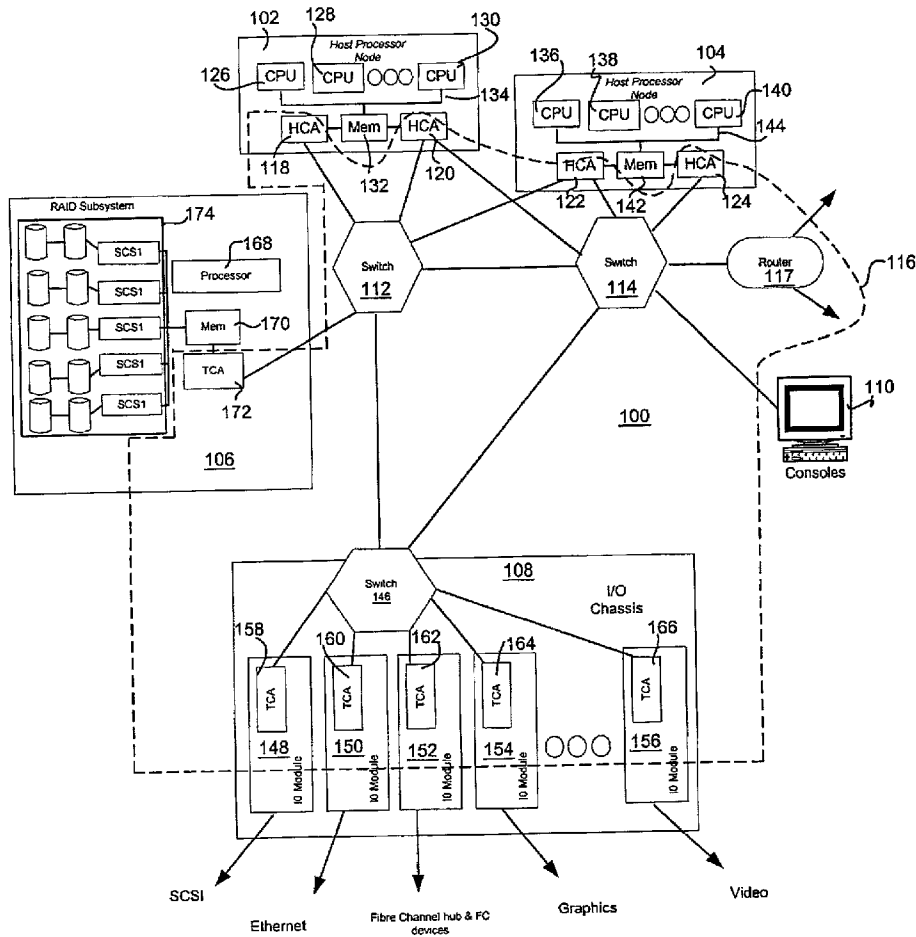 102
128
130
Host Processor
Node
126
CPU
CPU
CPU
134
HCA
Mem
HCA
118
132
120
136
138
104
Host Processor
Node
CPU
CPU
CPU
140
144
HCA
Mem
HCA
122
142
124
RAID Subsystem
174
SCS1
SCS1
SCS1
SCS1
SCS1
168
Processor
Mem
170
TCA
172
106
Switch
112
Switch
114
Router
117
116
110
Consoles
100
108
Switch
146
I/O
Chassis
158
160
162
164
166
TCA
TCA
TCA
TCA
TCA
148
150
152
154
156
IO Module
IO Module
IO Module
IO Module
IO Module
SCSI
Ethernet
Fibre Channel hub & FC
devices
Graphics
Video